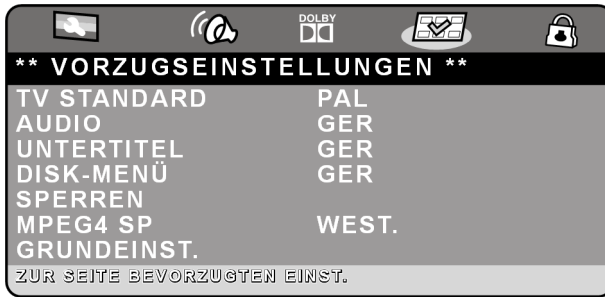 DOLBY
** VORZUGSEINSTELLUNGEN **
TV STANDARD PAL
AUDIO GER
UNTERTITEL GER
DISK-MENÜ GER
SPERREN
MPEG4 SP WEST.
GRUNDEINST.
ZUR SEITE BEVORZUGTEN EINST.